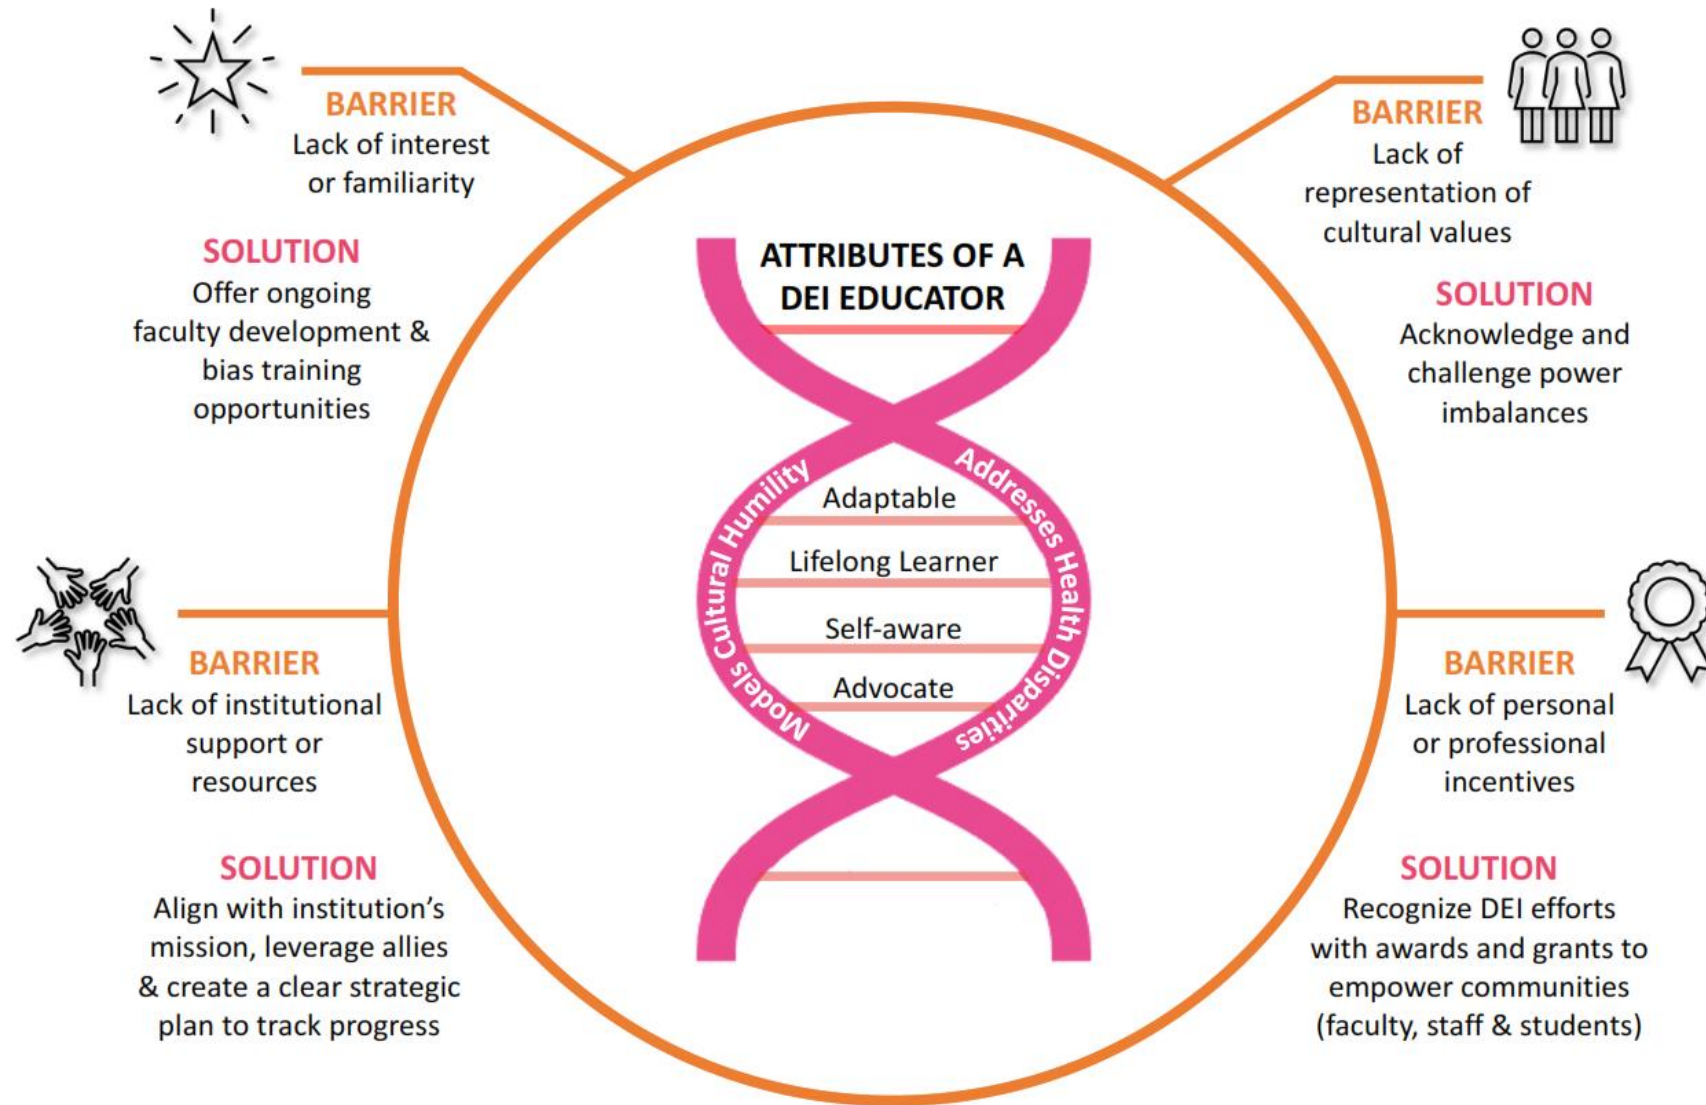 BARRIER
Lack of interest
or familiarity
SOLUTION
Offer ongoing
faculty development &
bias training
opportunities
BARRIER
Lack of institutional
support or
resources
SOLUTION
Align with institution’s
mission, leverage allies
& create a clear strategic
plan to track progress
ATTRIBUTES OF A
DEI EDUCATOR
Models Cultural Humility
Addresses Health Disparities
Adaptable
Lifelong Learner
Self-aware
Advocate
BARRIER
Lack of
representation of
cultural values
SOLUTION
Acknowledge and
challenge power
imbalances
BARRIER
Lack of personal
or professional
incentives
SOLUTION
Recognize DEI efforts
with awards and grants to
empower communities
(faculty, staff & students)